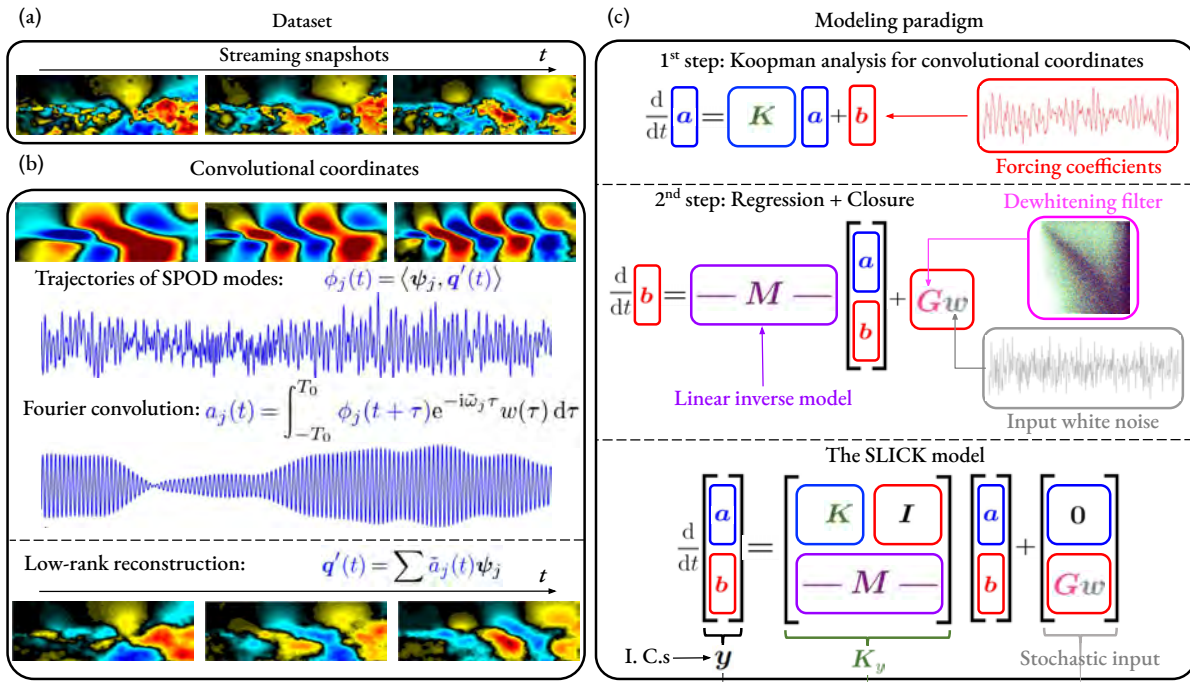 (a)
Dataset
Streaming snapshots
t
(b)
Convolutional coordinates
Trajectories of SPOD modes: ϕ_j(t) = ⟨ψ_j, q′(t)⟩
Fourier convolution: a_j(t) = ∫_{−T_0}^{T_0} ϕ_j(t + τ)e^{−iω̃_jτ} w(τ) dτ
Low-rank reconstruction: q′(t) = ∑ ã_j(t)ψ_j
t
(c)
Modeling paradigm
1st step: Koopman analysis for convolutional coordinates
d/dt a = K a + b
Forcing coefficients
2nd step: Regression + Closure
Dewhitening filter
d/dt b = — M — [a b] + Gw
Linear inverse model
Input white noise
The SLICK model
d/dt [a b] = [K I — M —] [a b] + [0 Gw]
I. C.s
y
K_y
Stochastic input